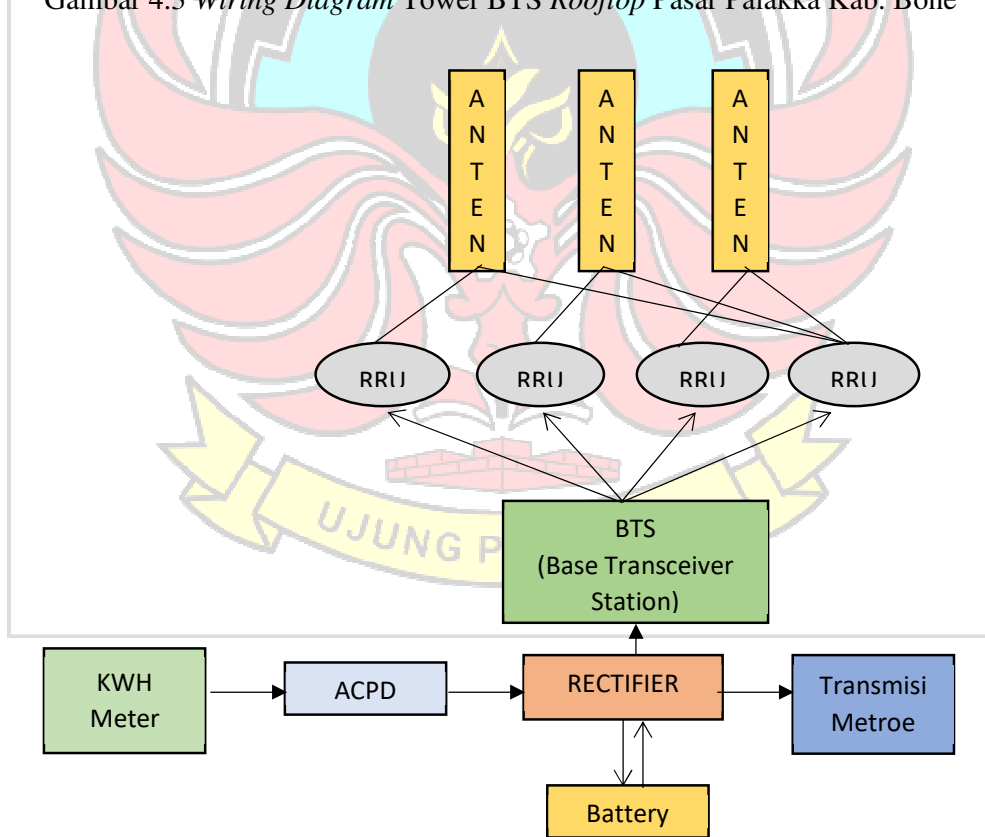 Gambar 4.3 Wiring Diagram Tower BTS Rooftop Pasar Palakka Kab. Bone
A A A
N N N
T T T
E E E
N N N
RRU RRU RRU RRU
UJUNG P
BTS
(Base Transceiver
Station)
KWH
Meter
ACPD
RECTIFIER
Transmisi
Metroe
Battery